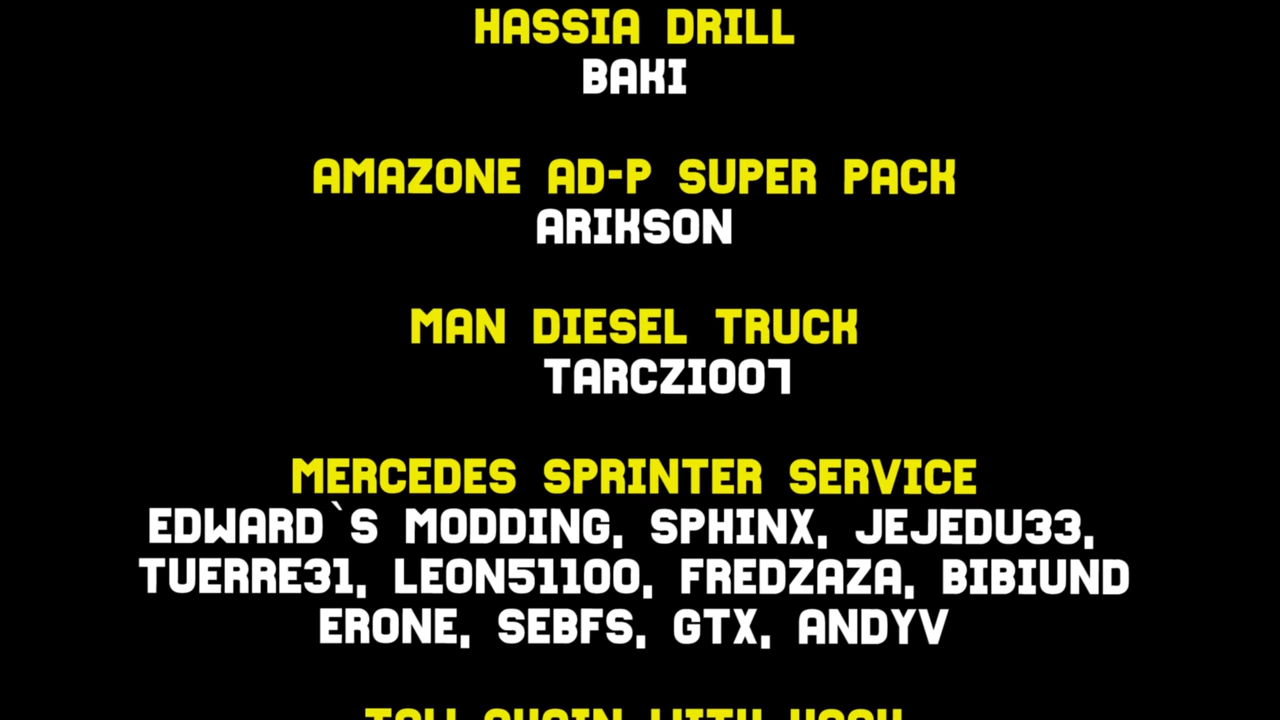 HASSIA DRILL
BAKI
AMAZONE AD-P SUPER PACK
ARIKSON
MAN DIESEL TRUCK
TARCZI007
MERCEDES SPRINTER SERVICE
EDWARD`S MODDING, SPHINX, JEJEDU33,
TUERRE31, LEON51100, FREDZAZA, BIBIUND
ERONE, SEBFS, GTX, ANDYV
WITH